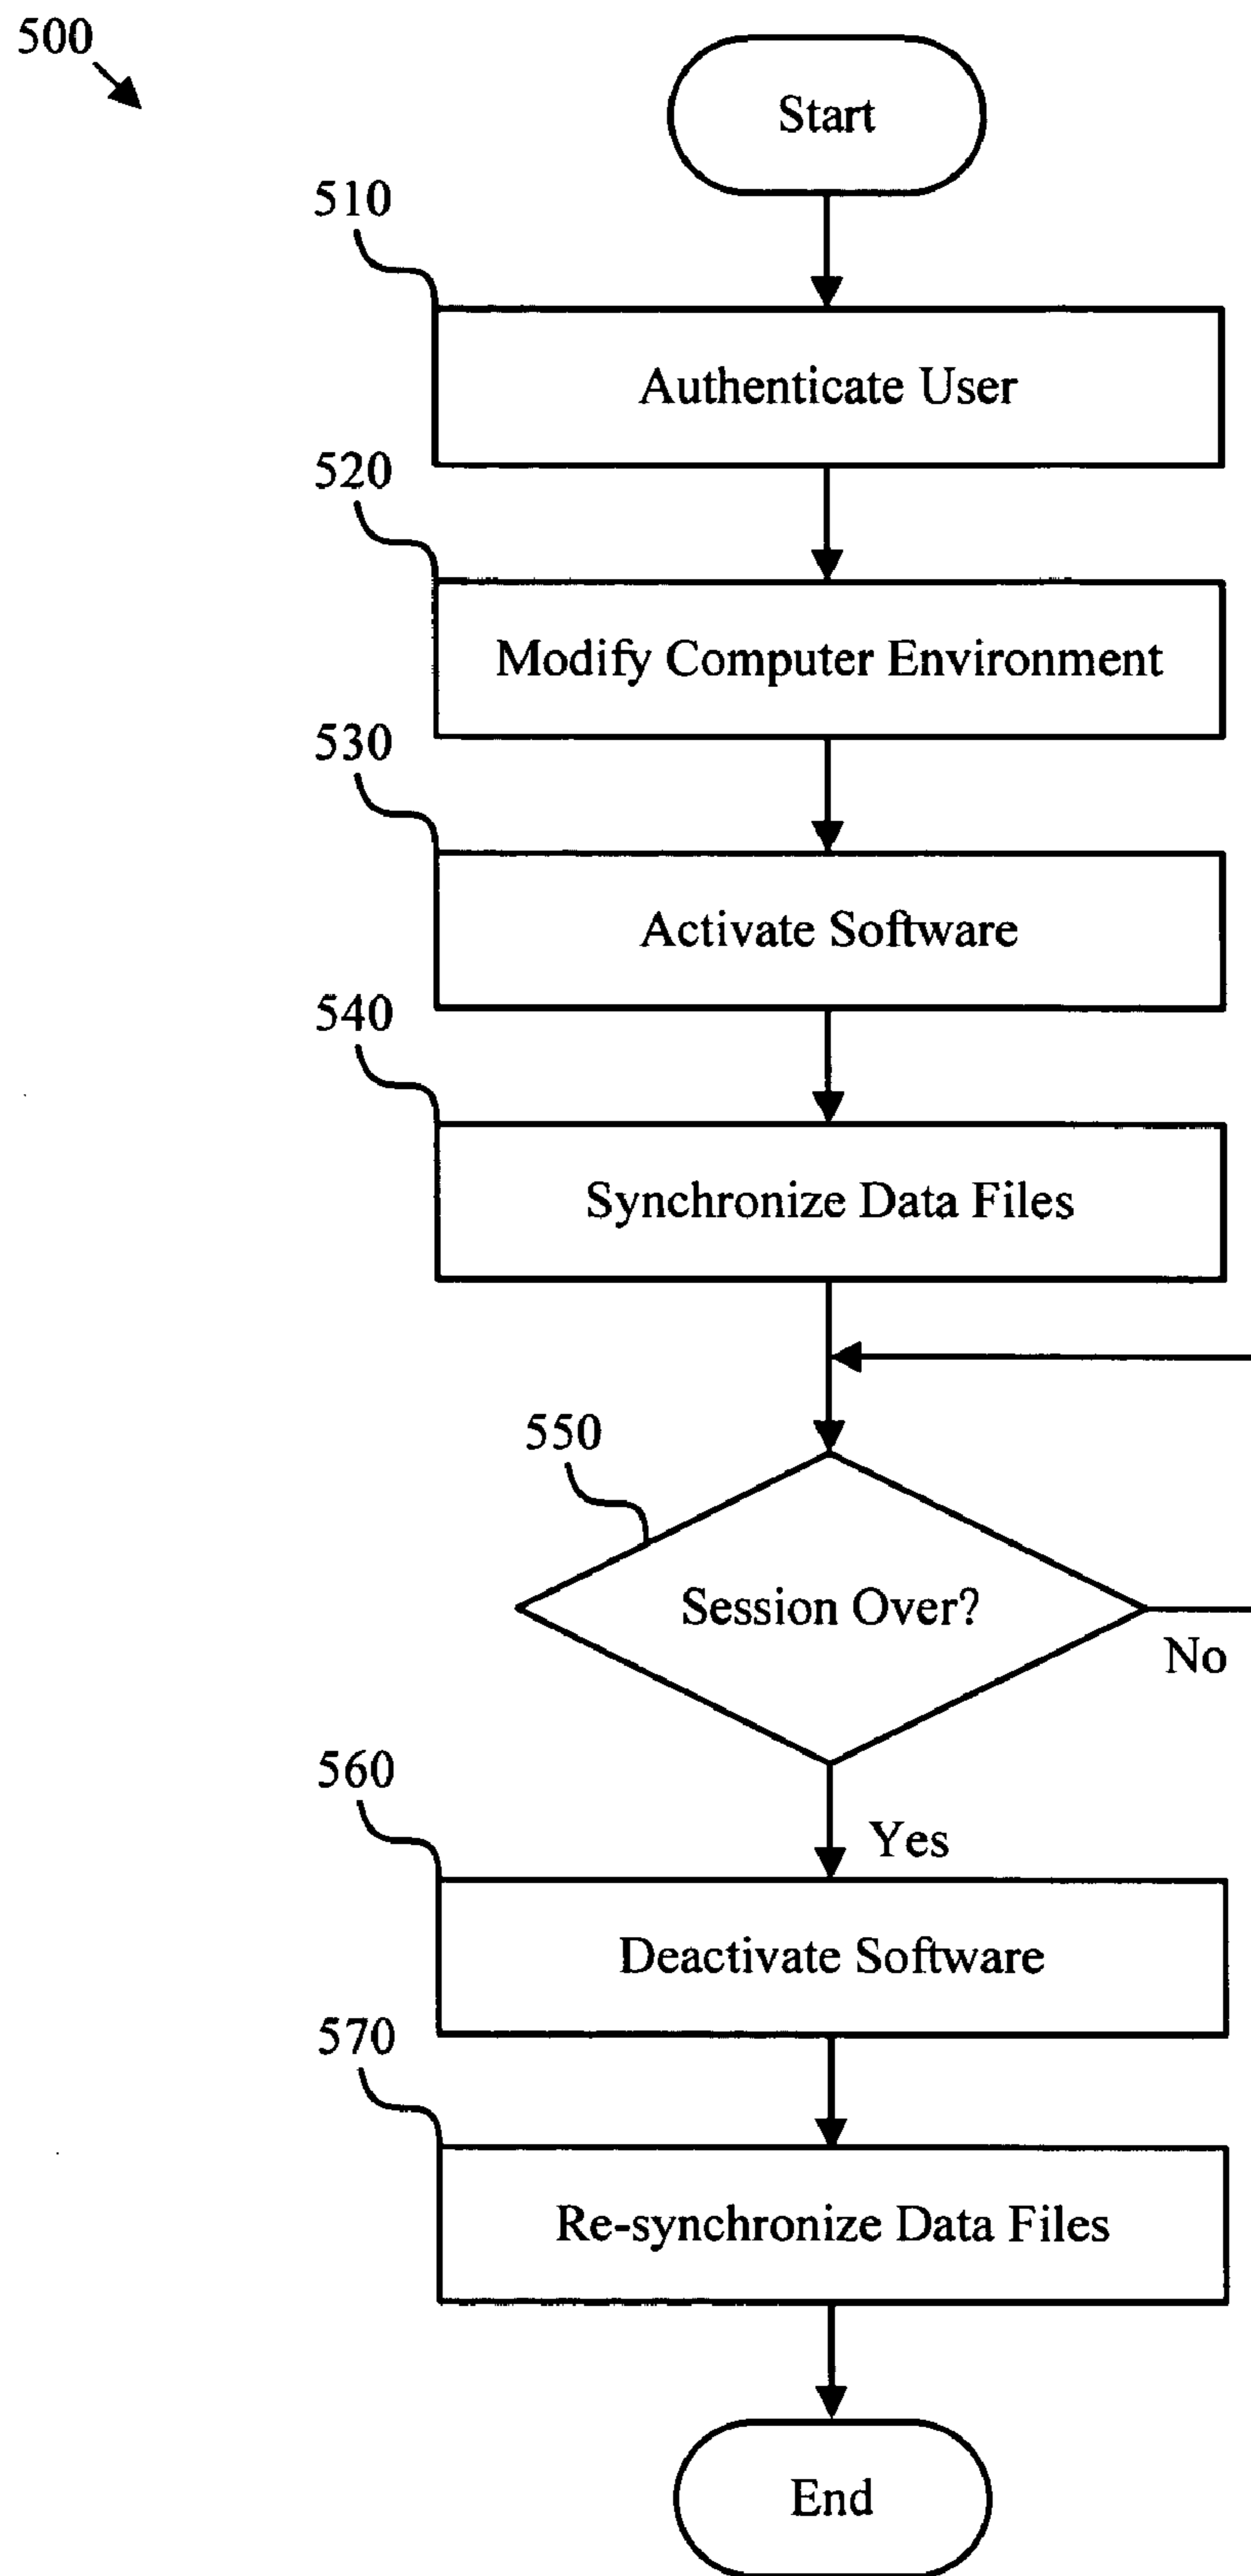 500
Start
510
Authenticate User
520
Modify Computer Environment
530
Activate Software
540
Synchronize Data Files
550
Session Over?
No
Yes
560
Deactivate Software
570
Re-synchronize Data Files
End